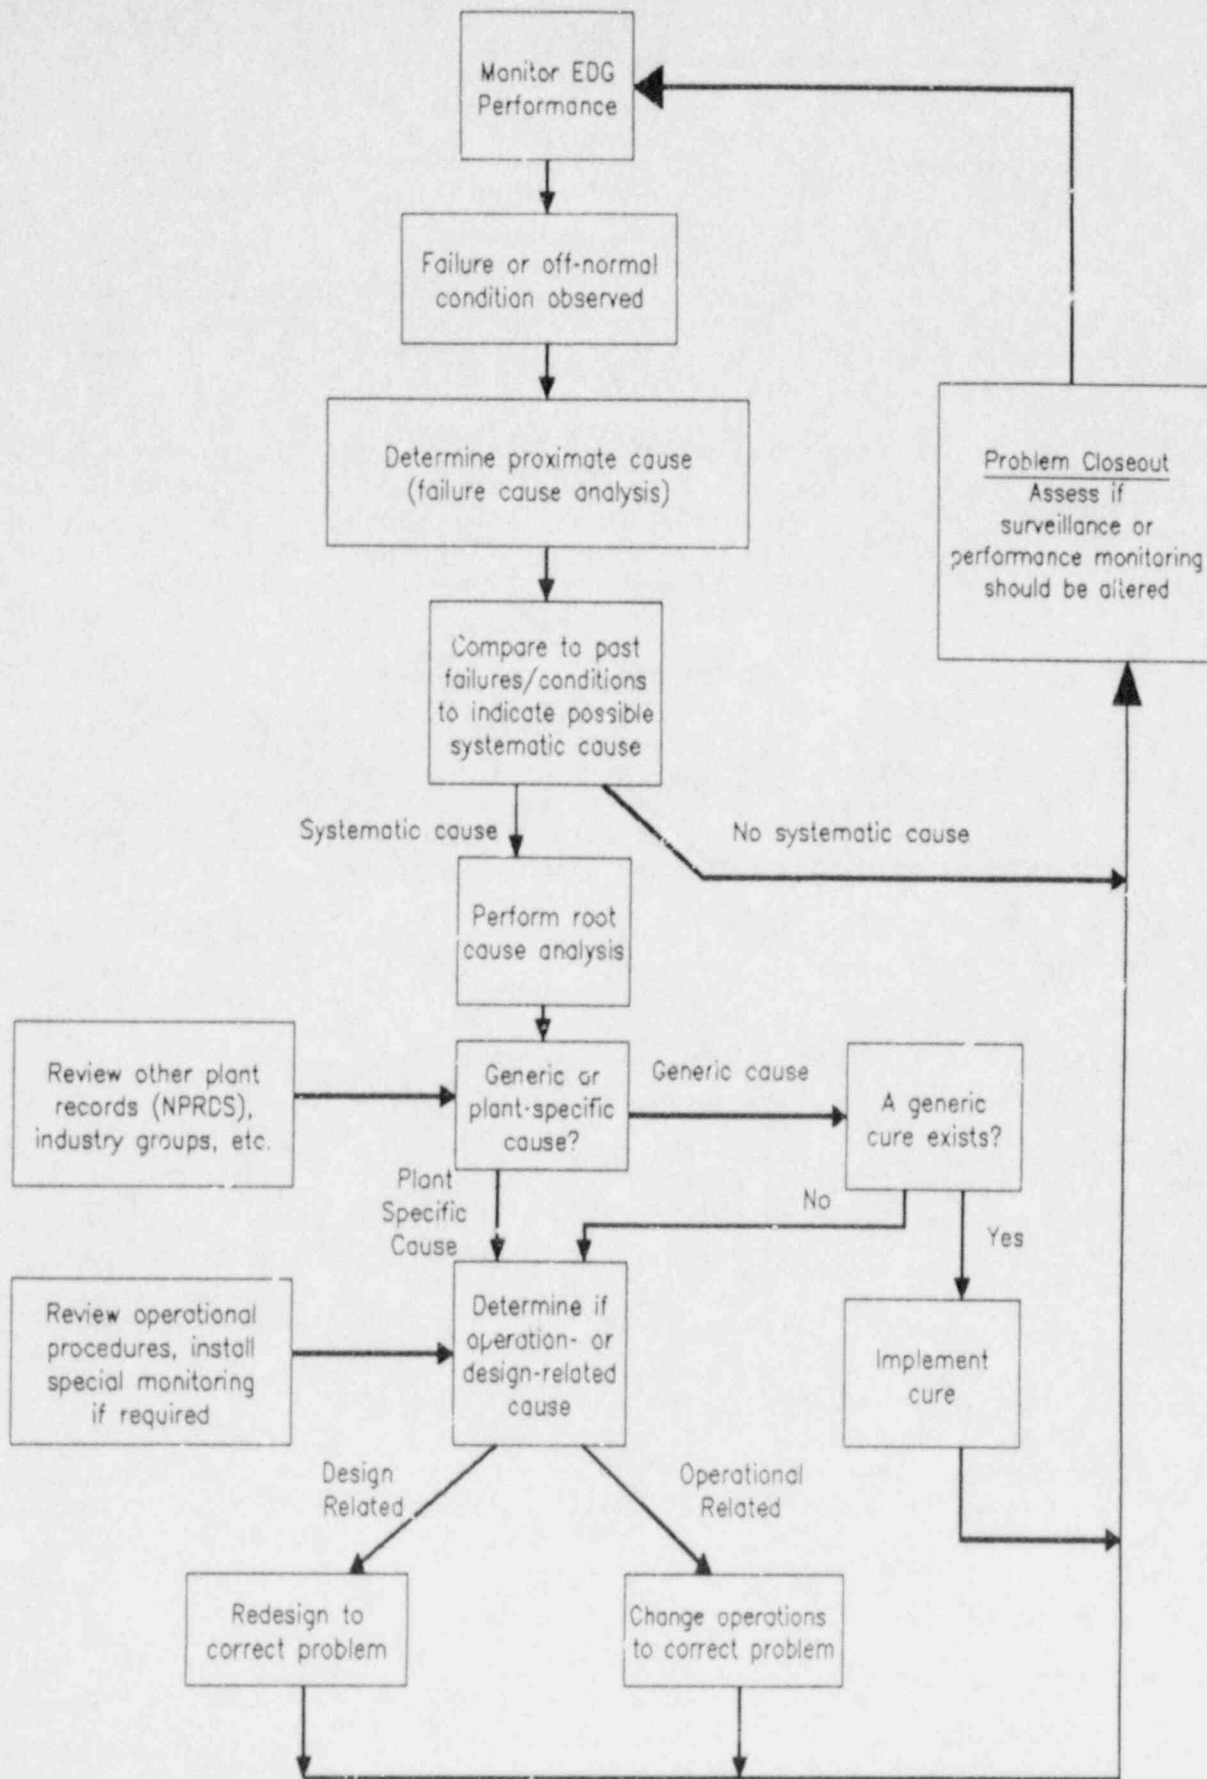 Monitor EDG
Performance
Failure or off-normal
condition observed
Determine proximate cause
(failure cause analysis)
Problem Closeout
Assess if
surveillance or
performance monitoring
should be altered
Compare to past
failures/conditions
to indicate possible
systematic cause
Systematic cause
No systematic cause
Perform root
cause analysis
Review other plant
records (NPRDS),
industry groups, etc.
Generic or
plant-specific
cause?
Generic cause
A generic
cure exists?
Plant
Specific
Cause
No
Yes
Review operational
procedures, install
special monitoring
if required
Determine if
operation- or
design-related
cause
Implement
cure
Design
Related
Operational
Related
Redesign to
correct problem
Change operations
to correct problem